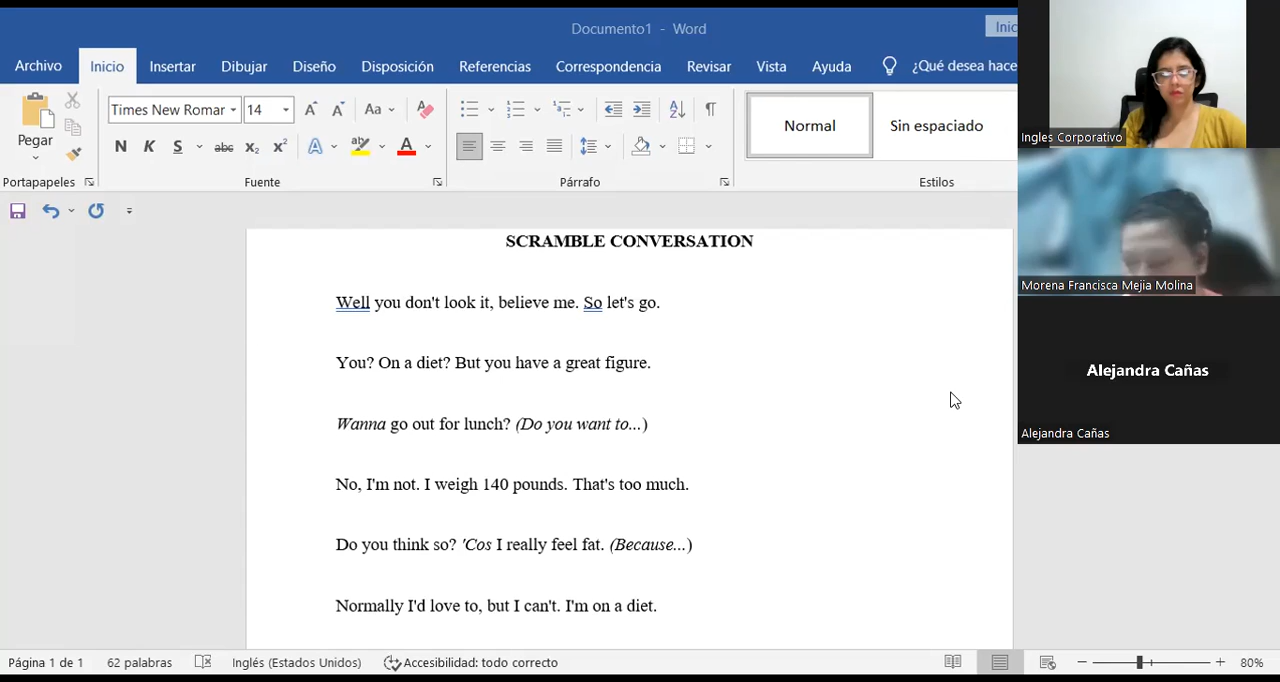 Documento1 - Word
Inic
Archivo Inicio Insertar Dibujar Diseño Disposición Referencias Correspondencia Revisar Vista Ayuda ¿Qué desea hace
Pegar
Times New Romar 14 Aa
N K S abc x₂ x² A aby A
Normal
Sin espaciado
Portapapeles Fuente Párrafo Estilos
SCRAMBLE CONVERSATION
Well you don't look it, believe me. So let's go.
You? On a diet? But you have a great figure.
Wanna go out for lunch? (Do you want to...)
No, I'm not. I weigh 140 pounds. That's too much.
Do you think so? 'Cos I really feel fat. (Because...)
Normally I'd love to, but I can't. I'm on a diet.
Ingles Corporativo
Morena Francisca Mejia Molina
Alejandra Cañas
Alejandra Cañas
Página 1 de 1 62 palabras Inglés (Estados Unidos) Accesibilidad: todo correcto 80%